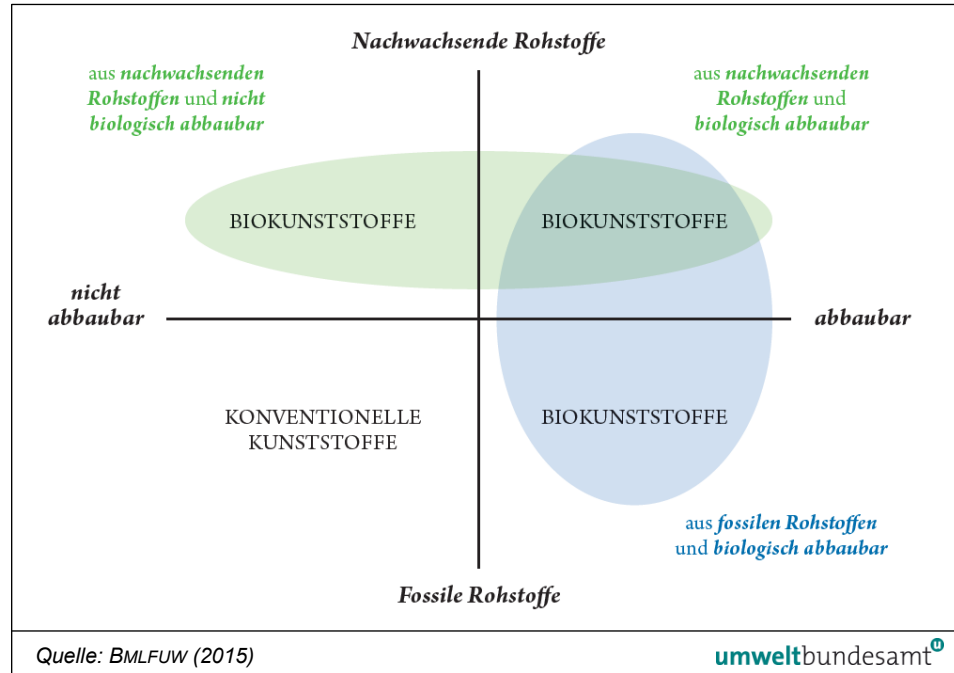 Nachwachsende Rohstoffe
aus nachwachsenden
Rohstoffen und nicht
biologisch abbaubar
aus nachwachsenden
Rohstoffen und
biologisch abbaubar
BIOKUNSTSTOFFE
BIOKUNSTSTOFFE
nicht
abbaubar
abbaubar
KONVENTIONELLE
KUNSTSTOFFE
BIOKUNSTSTOFFE
aus fossilen Rohstoffen
und biologisch abbaubar
Fossile Rohstoffe
Quelle: BMLFUW (2015)
umweltbundesamt u